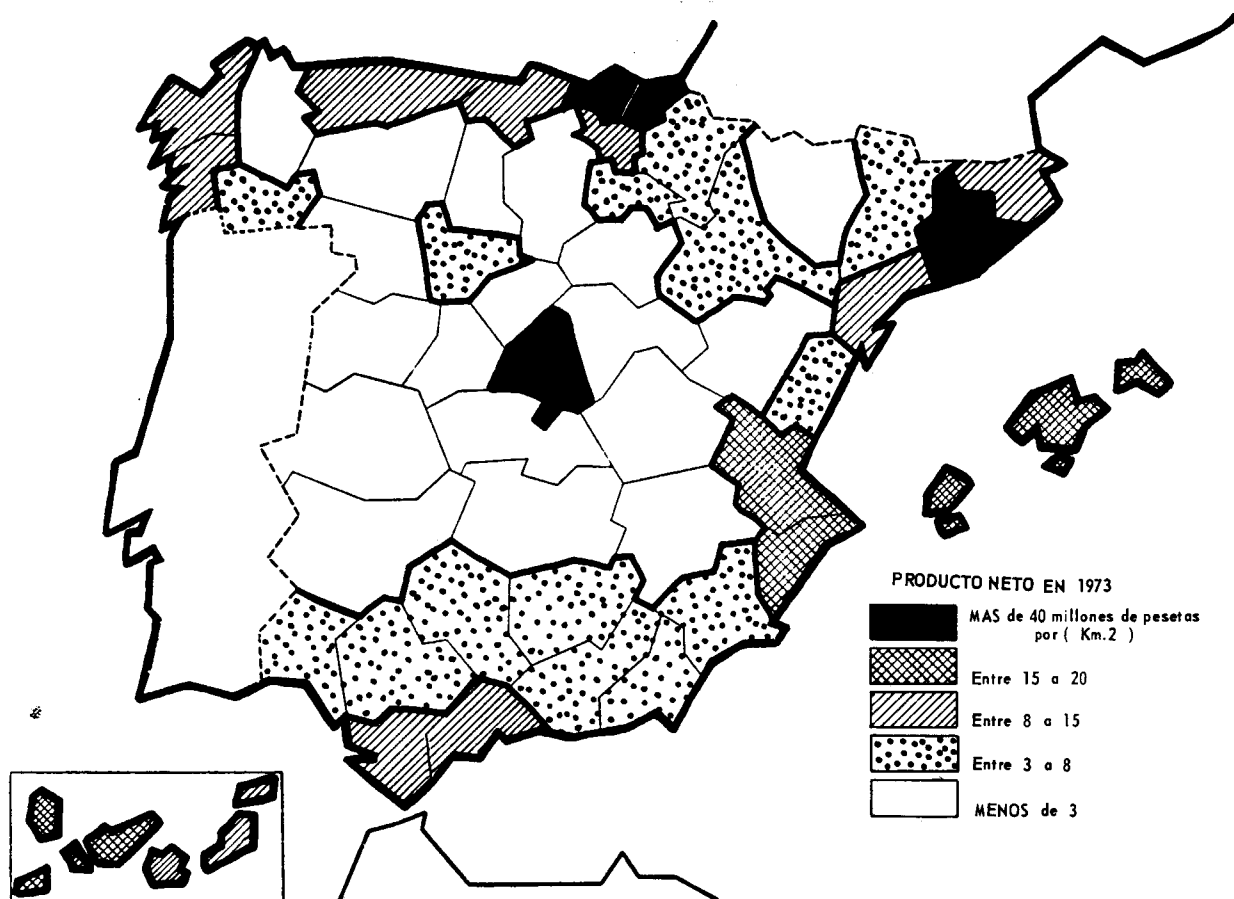 PRODUCTO NETO EN 1973
MAS de 40 millones de pesetas
por ( Km.2 )
Entre 15 a 20
Entre 8 a 15
Entre 3 a 8
MENOS de 3